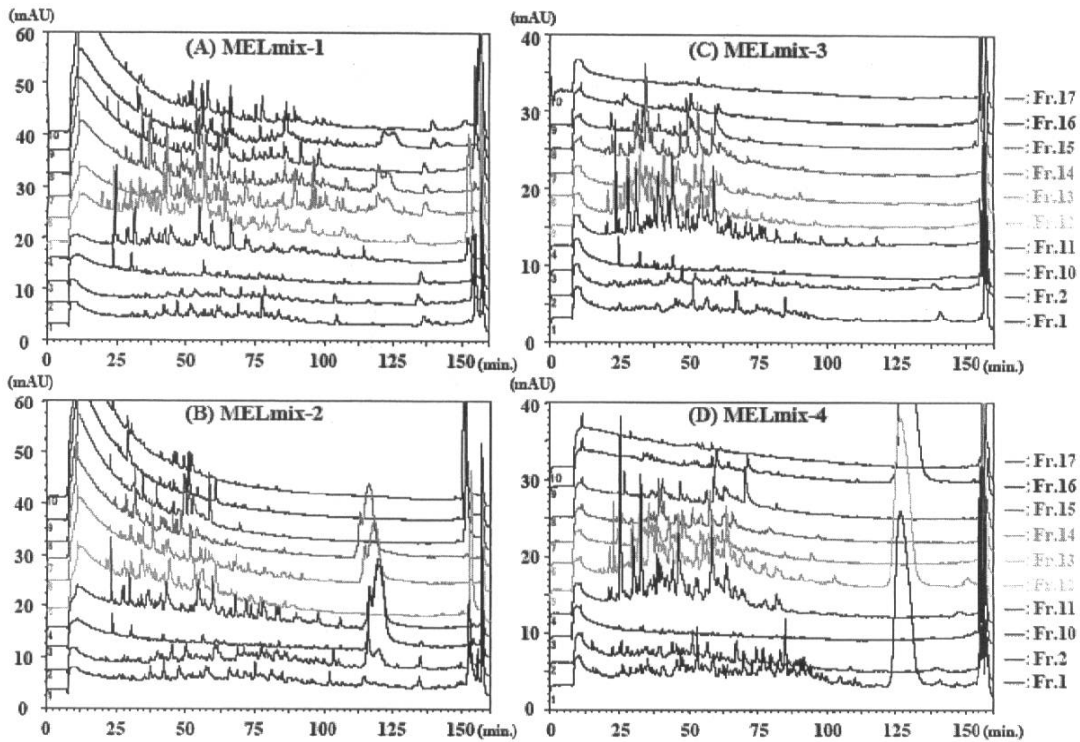 (mAU)
60
50
40
30
20
10
0
(A) MELmix-1
0 25 50 75 100 125 150 (min.)
(mAU)
40
30
20
10
0
(C) MELmix-3
0 25 50 75 100 125 150 (min.)
—:Fr.17
—:Fr.16
—:Fr.15
—:Fr.14
—:Fr.13
—:Fr.12
—:Fr.11
—:Fr.10
—:Fr.2
—:Fr.1
(mAU)
60
50
40
30
20
10
0
(B) MELmix-2
0 25 50 75 100 125 150 (min.)
(mAU)
40
30
20
10
0
(D) MELmix-4
0 25 50 75 100 125 150 (min.)
—:Fr.17
—:Fr.16
—:Fr.15
—:Fr.14
—:Fr.13
—:Fr.12
—:Fr.11
—:Fr.10
—:Fr.2
—:Fr.1